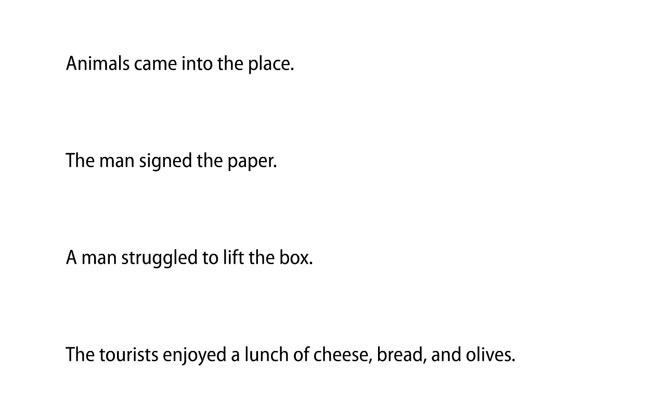 Animals came into the place.
The man signed the paper.
A man struggled to lift the box.
The tourists enjoyed a lunch of cheese, bread, and olives.